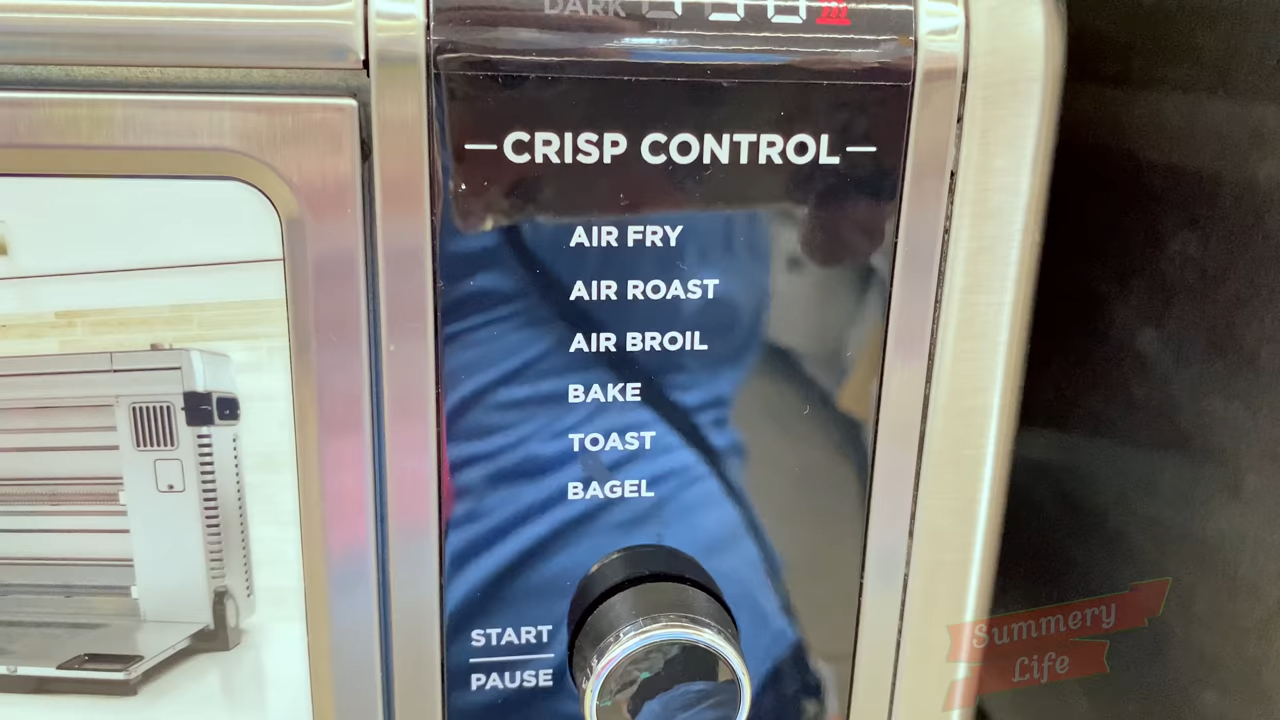 DARK
CRISP CONTROL
AIR FRY
AIR ROAST
AIR BROIL
BAKE
TOAST
BAGEL
START
PAUSE
Summery
Life